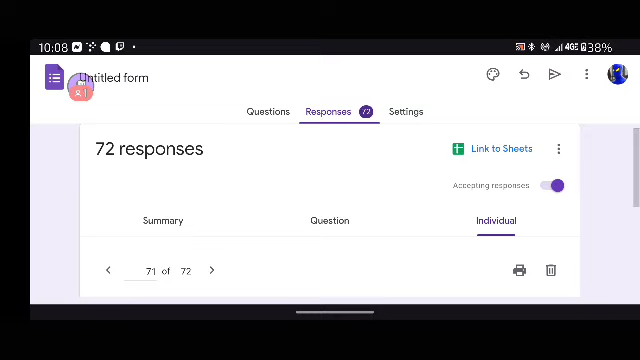 10:08 4GE 38%
Untitled form
Questions Responses 72 Settings
72 responses Link to Sheets
Accepting responses
Summary Question Individual
71 of 72